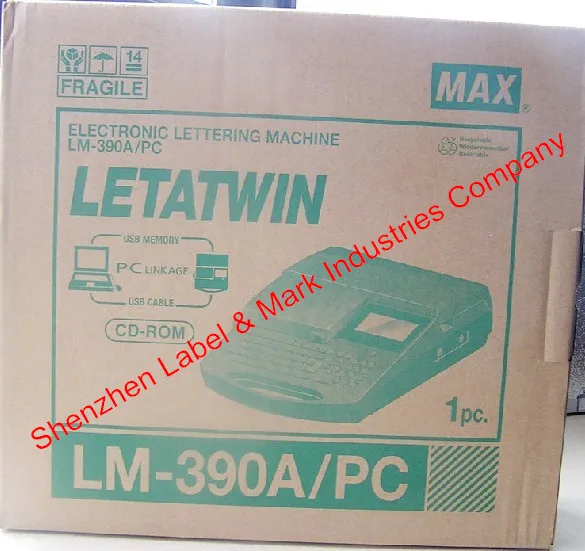 14
FRAGILE
MAX
ELECTRONIC LETTERING MACHINE
LM-390A/PC
Recyclable
LETATWIN
USB MEMORY
PC LINKAGE
USB CABLE
CD-ROM
1pc.
LM-390A/PC
Shenzhen Label & Mark Industries Company